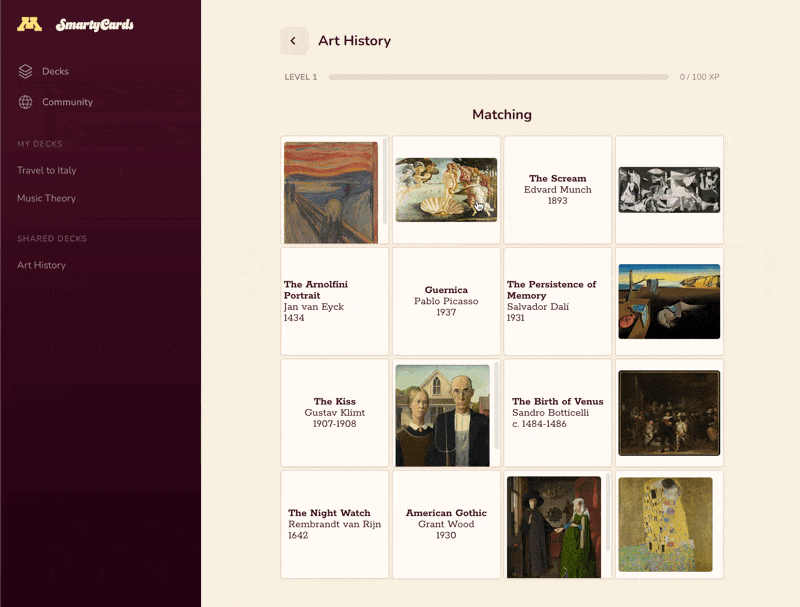 SmartyCards
Decks
Community
MY DECKS
Travel to Italy
Music Theory
SHARED DECKS
Art History
Art History
LEVEL 1
0 / 100 XP
Matching
The Scream
Edvard Munch
1893
The Arnolfini
Portrait
Jan van Eyck
1434
Guernica
Pablo Picasso
1937
The Persistence of
Memory
Salvador Dalí
1931
The Kiss
Gustav Klimt
1907-1908
The Birth of Venus
Sandro Botticelli
c. 1484-1486
The Night Watch
Rembrandt van Rijn
1642
American Gothic
Grant Wood
1930